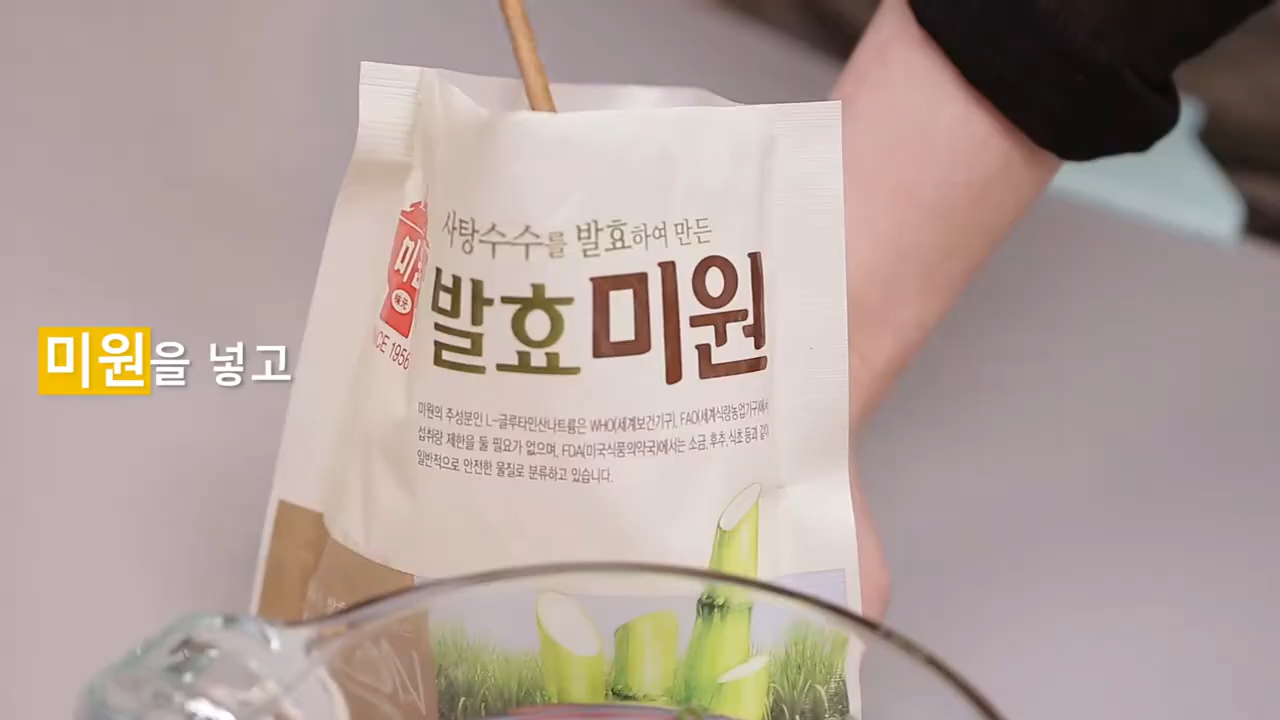 사탕수수를 발효하여 만든
발효미원
味元
미원을 넣고
미원의 주성분인 L-글루타민산나트륨은 WHO(세계보건기구), FAO(세계식량농업기구)에서
섭취량 제한을 둘 필요가 없으며, FDA(미국식품의약국)에서는 소금, 후추, 식초 등과 같이
일반적으로 안전한 물질로 분류하고 있습니다.